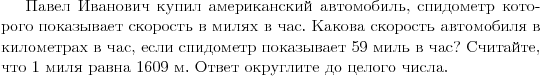 Павел Иванович купил американский автомобиль, спидометр кото-
рого показывает скорость в милях в час. Какова скорость автомобиля в
километрах в час, если спидометр показывает 59 миль в час? Считайте,
что 1 миля равна 1609 м. Ответ округлите до целого числа.